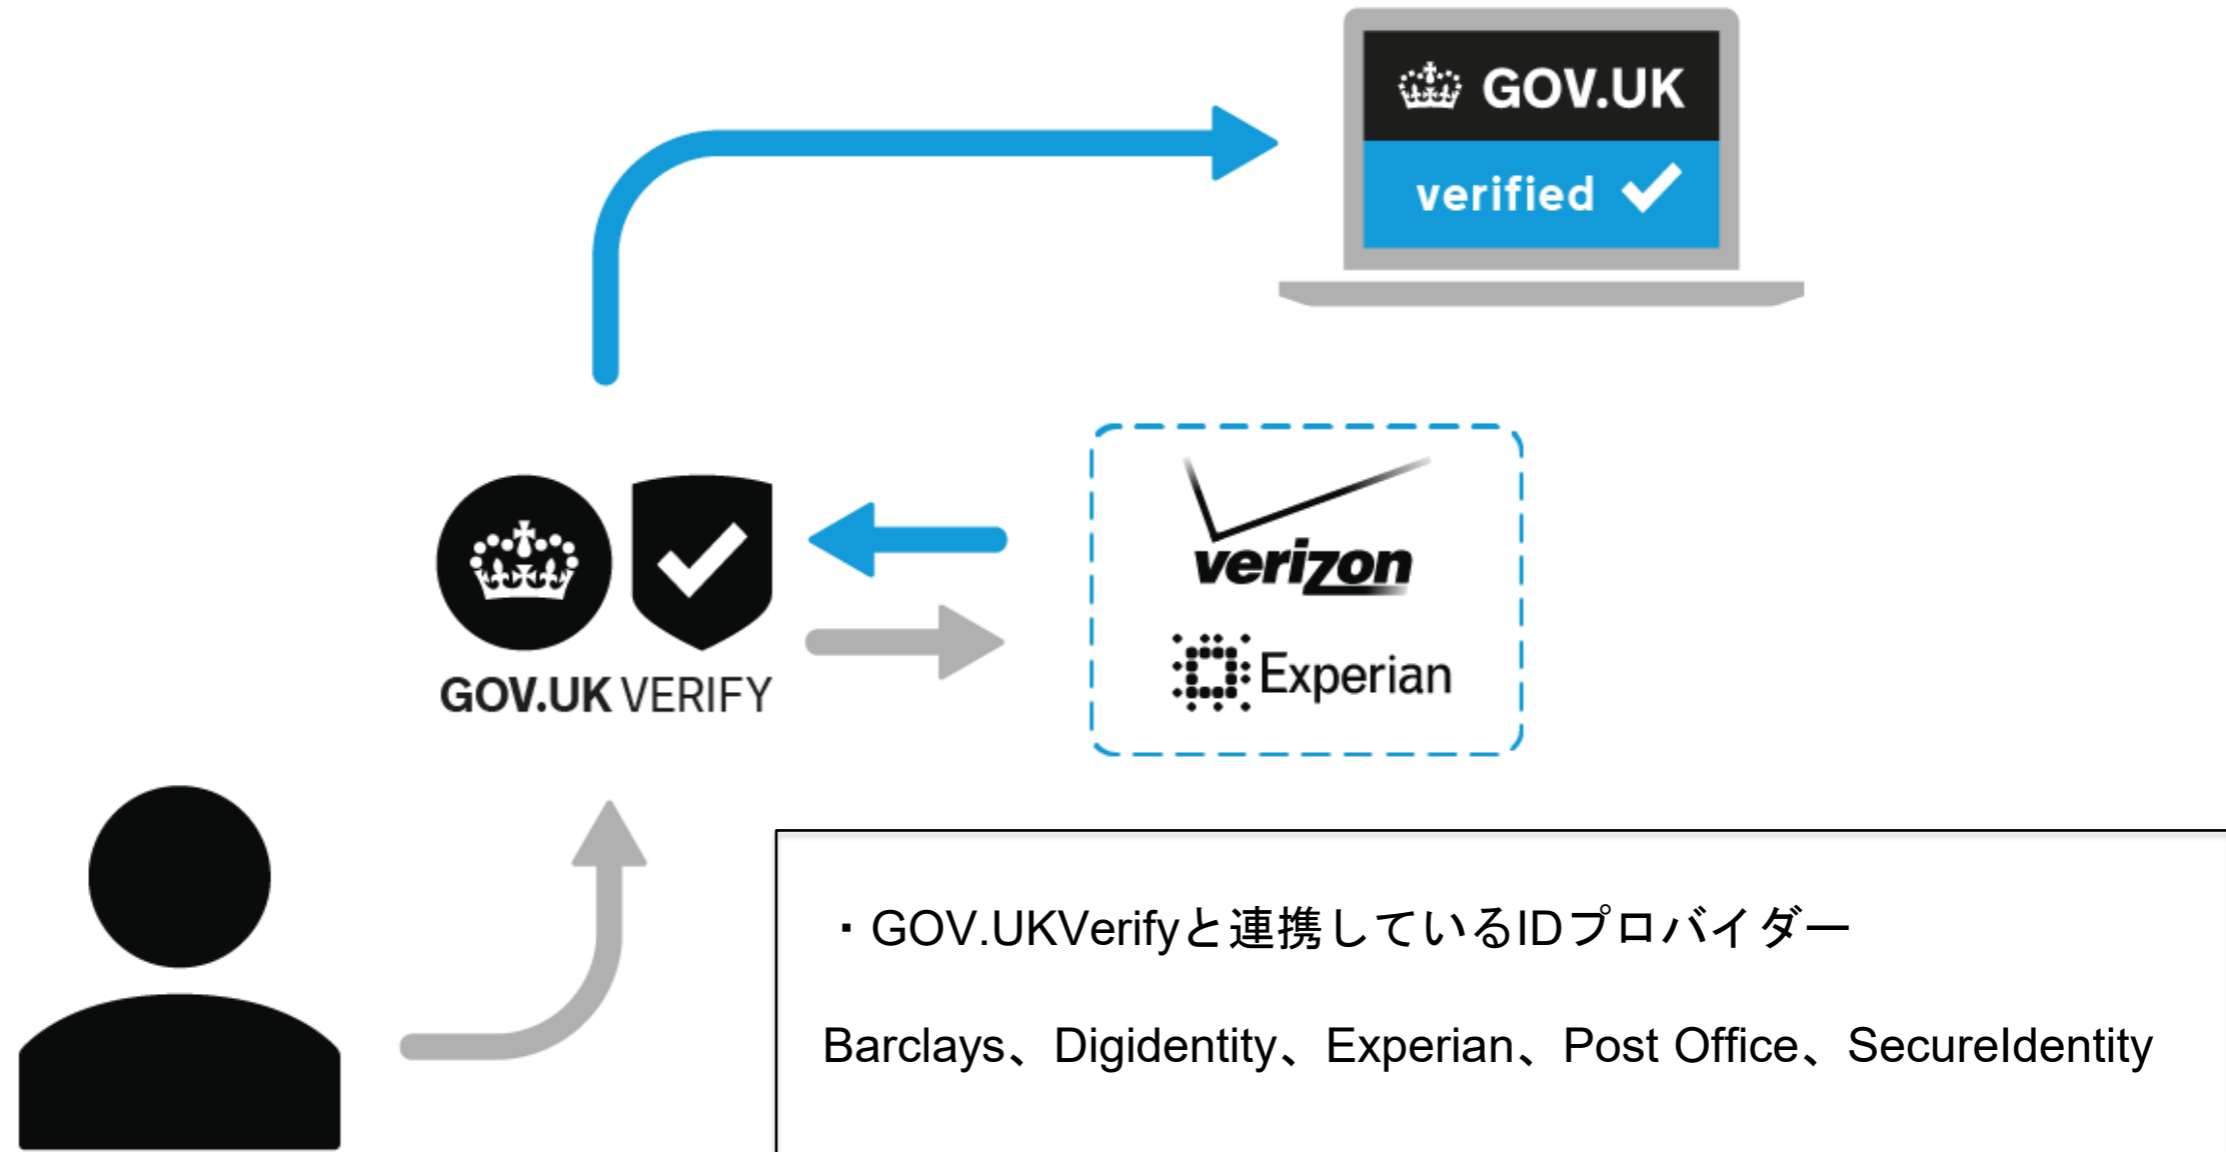 GOV.UK
verified
verizon
Experian
GOV.UK VERIFY
・GOV.UKVerifyと連携しているIDプロバイダー
Barclays、Digidentity、Experian、Post Office、SecureIdentity